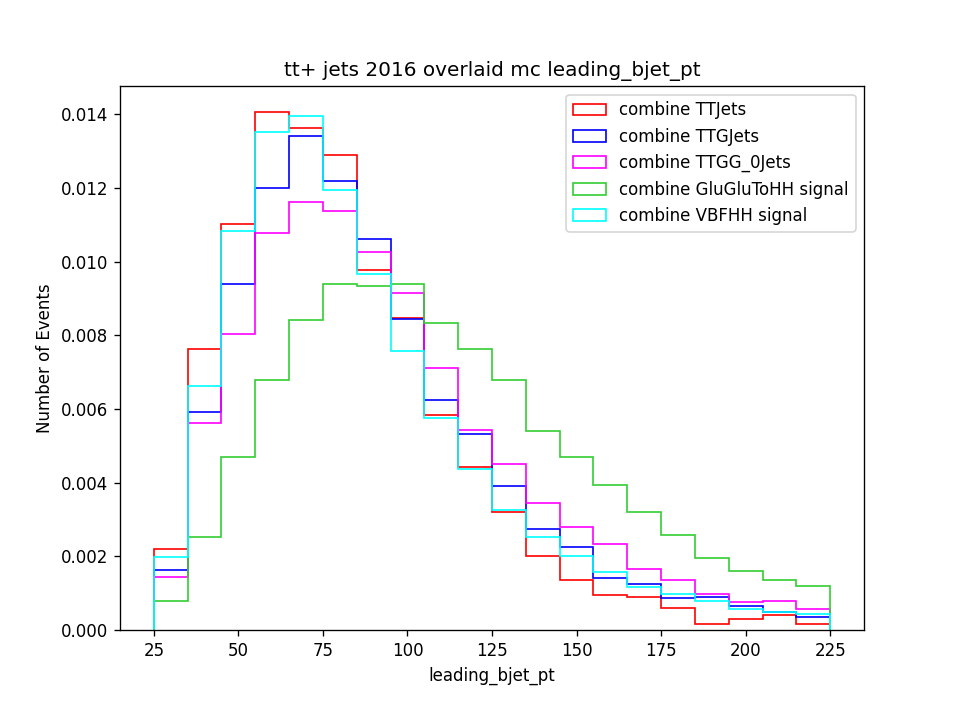 tt+ jets 2016 overlaid mc leading_bjet_pt
combine TTJets
combine TTGJets
combine TTGG_0Jets
combine GluGluToHH signal
combine VBFHH signal
Number of Events
0.014
0.012
0.010
0.008
0.006
0.004
0.002
0.000
25 50 75 100 125 150 175 200 225
leading_bjet_pt